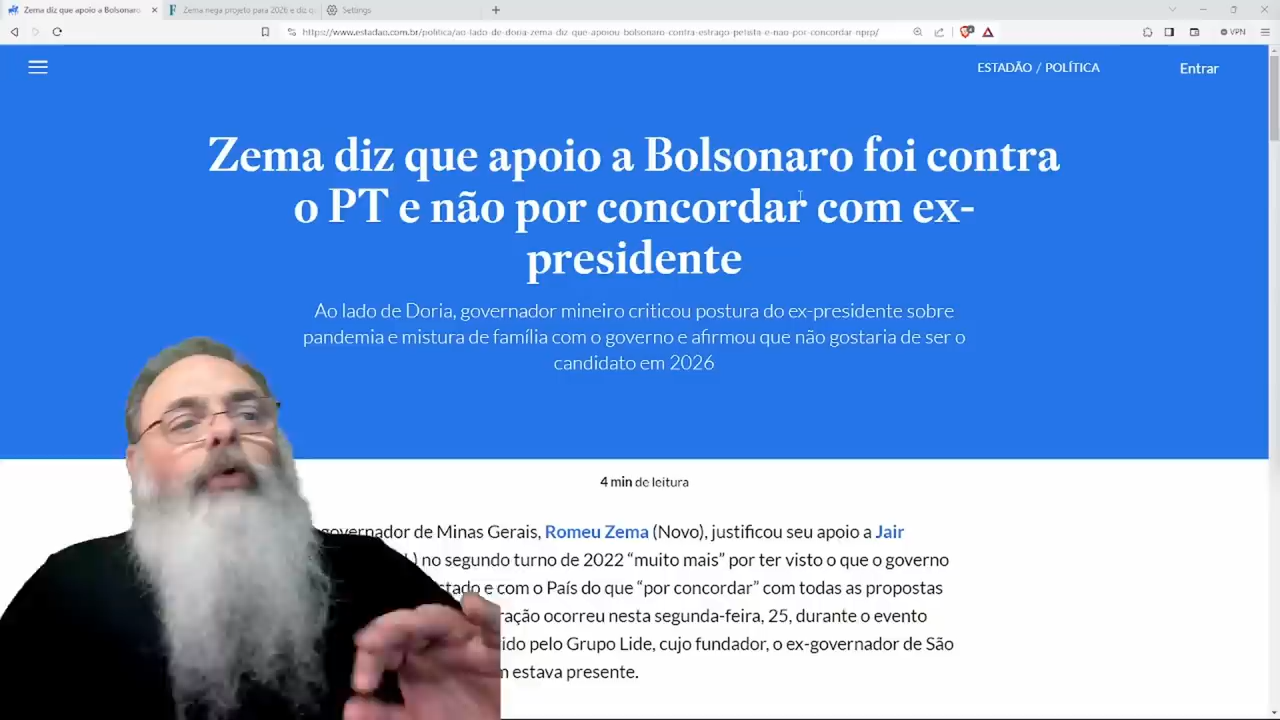 Zema diz que apoio a Bolsonaro
Zema nega projeto para 2026 e diz q
Settings
https://www.estadao.com.br/politica/ao-lado-de-doria-zema-diz-que-apoiou-bolsonaro-contra-estrago-petista-e-nao-por-concordar-nprp/
VPN
ESTADÃO / POLÍTICA
Entrar
Zema diz que apoio a Bolsonaro foi contra
o PT e não por concordar com ex-
presidente
Ao lado de Doria, governador mineiro criticou postura do ex-presidente sobre
pandemia e mistura de família com o governo e afirmou que não gostaria de ser o
candidato em 2026
4 min de leitura
governador de Minas Gerais, Romeu Zema (Novo), justificou seu apoio a Jair
) no segundo turno de 2022 “muito mais” por ter visto o que o governo
stado e com o País do que “por concordar” com todas as propostas
ração ocorreu nesta segunda-feira, 25, durante o evento
ido pelo Grupo Lide, cujo fundador, o ex-governador de São
m estava presente.